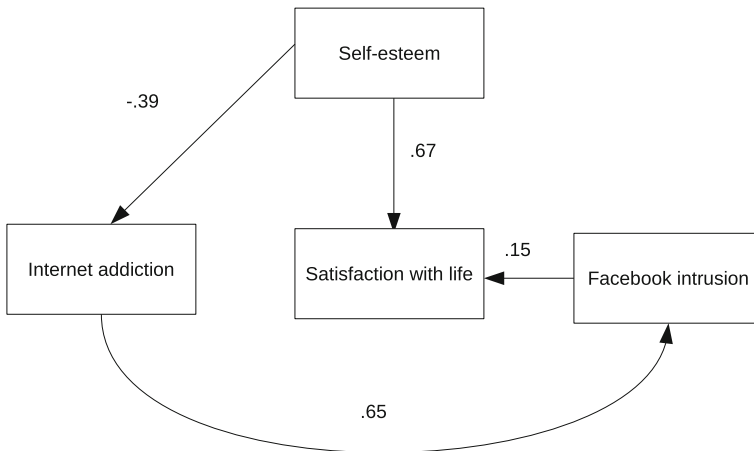 Self-esteem
-.39
.67
.15
Internet addiction
Satisfaction with life
Facebook intrusion
.65